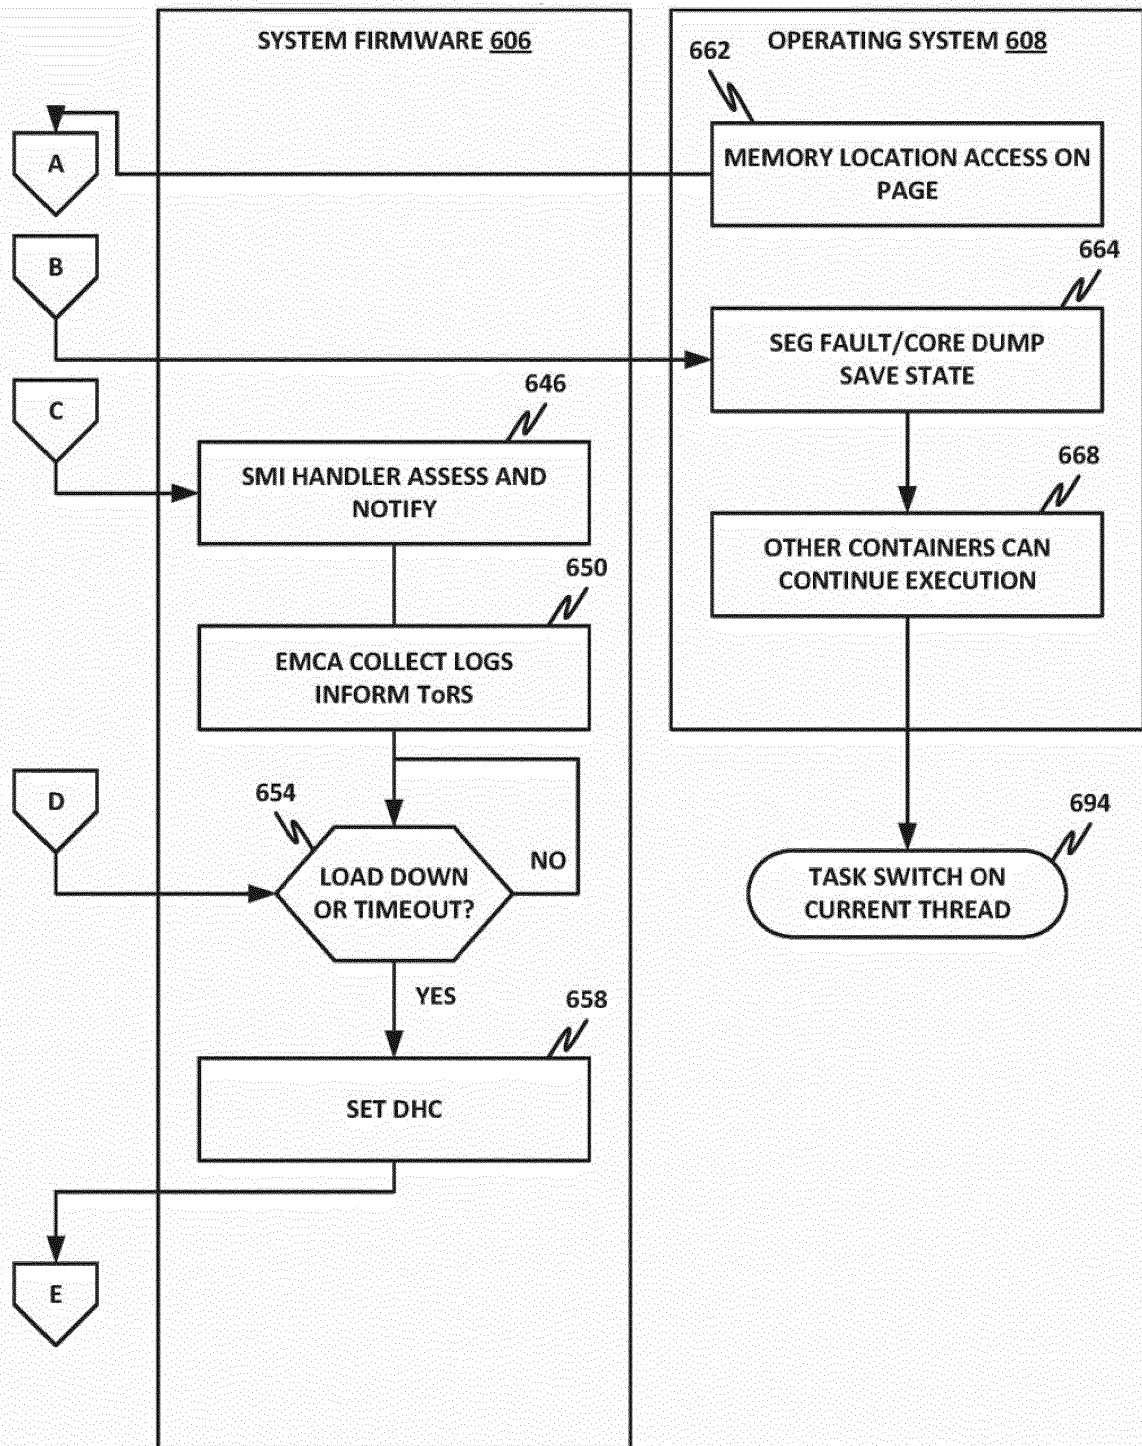 SYSTEM FIRMWARE 606
OPERATING SYSTEM 608
662
MEMORY LOCATION ACCESS ON
PAGE
A
B
664
SEG FAULT/CORE DUMP
SAVE STATE
C
646
SMI HANDLER ASSESS AND
NOTIFY
668
OTHER CONTAINERS CAN
CONTINUE EXECUTION
650
EMCA COLLECT LOGS
INFORM ToRS
D
654
LOAD DOWN
OR TIMEOUT?
NO
694
TASK SWITCH ON
CURRENT THREAD
YES
658
SET DHC
E